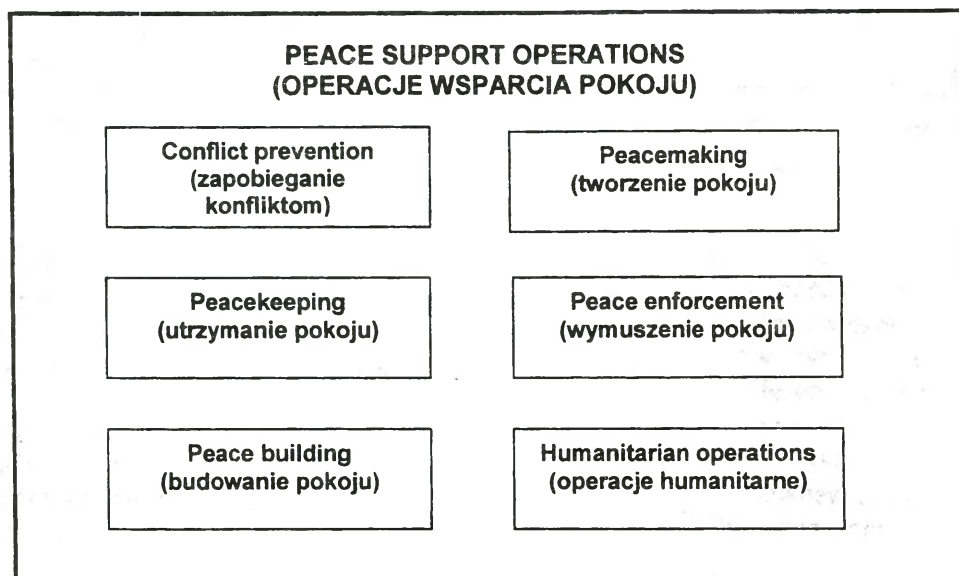 PEACE SUPPORT OPERATIONS
(OPERACJE WSPARCIA POKOJU)
Conflict prevention
(zapobieganie
konfliktom)
Peacemaking
(tworzenie pokoju)
Peacekeeping
(utrzymanie pokoju)
Peace enforcement
(wymuszenie pokoju)
Peace building
(budowanie pokoju)
Humanitarian operations
(operacje humanitarne)